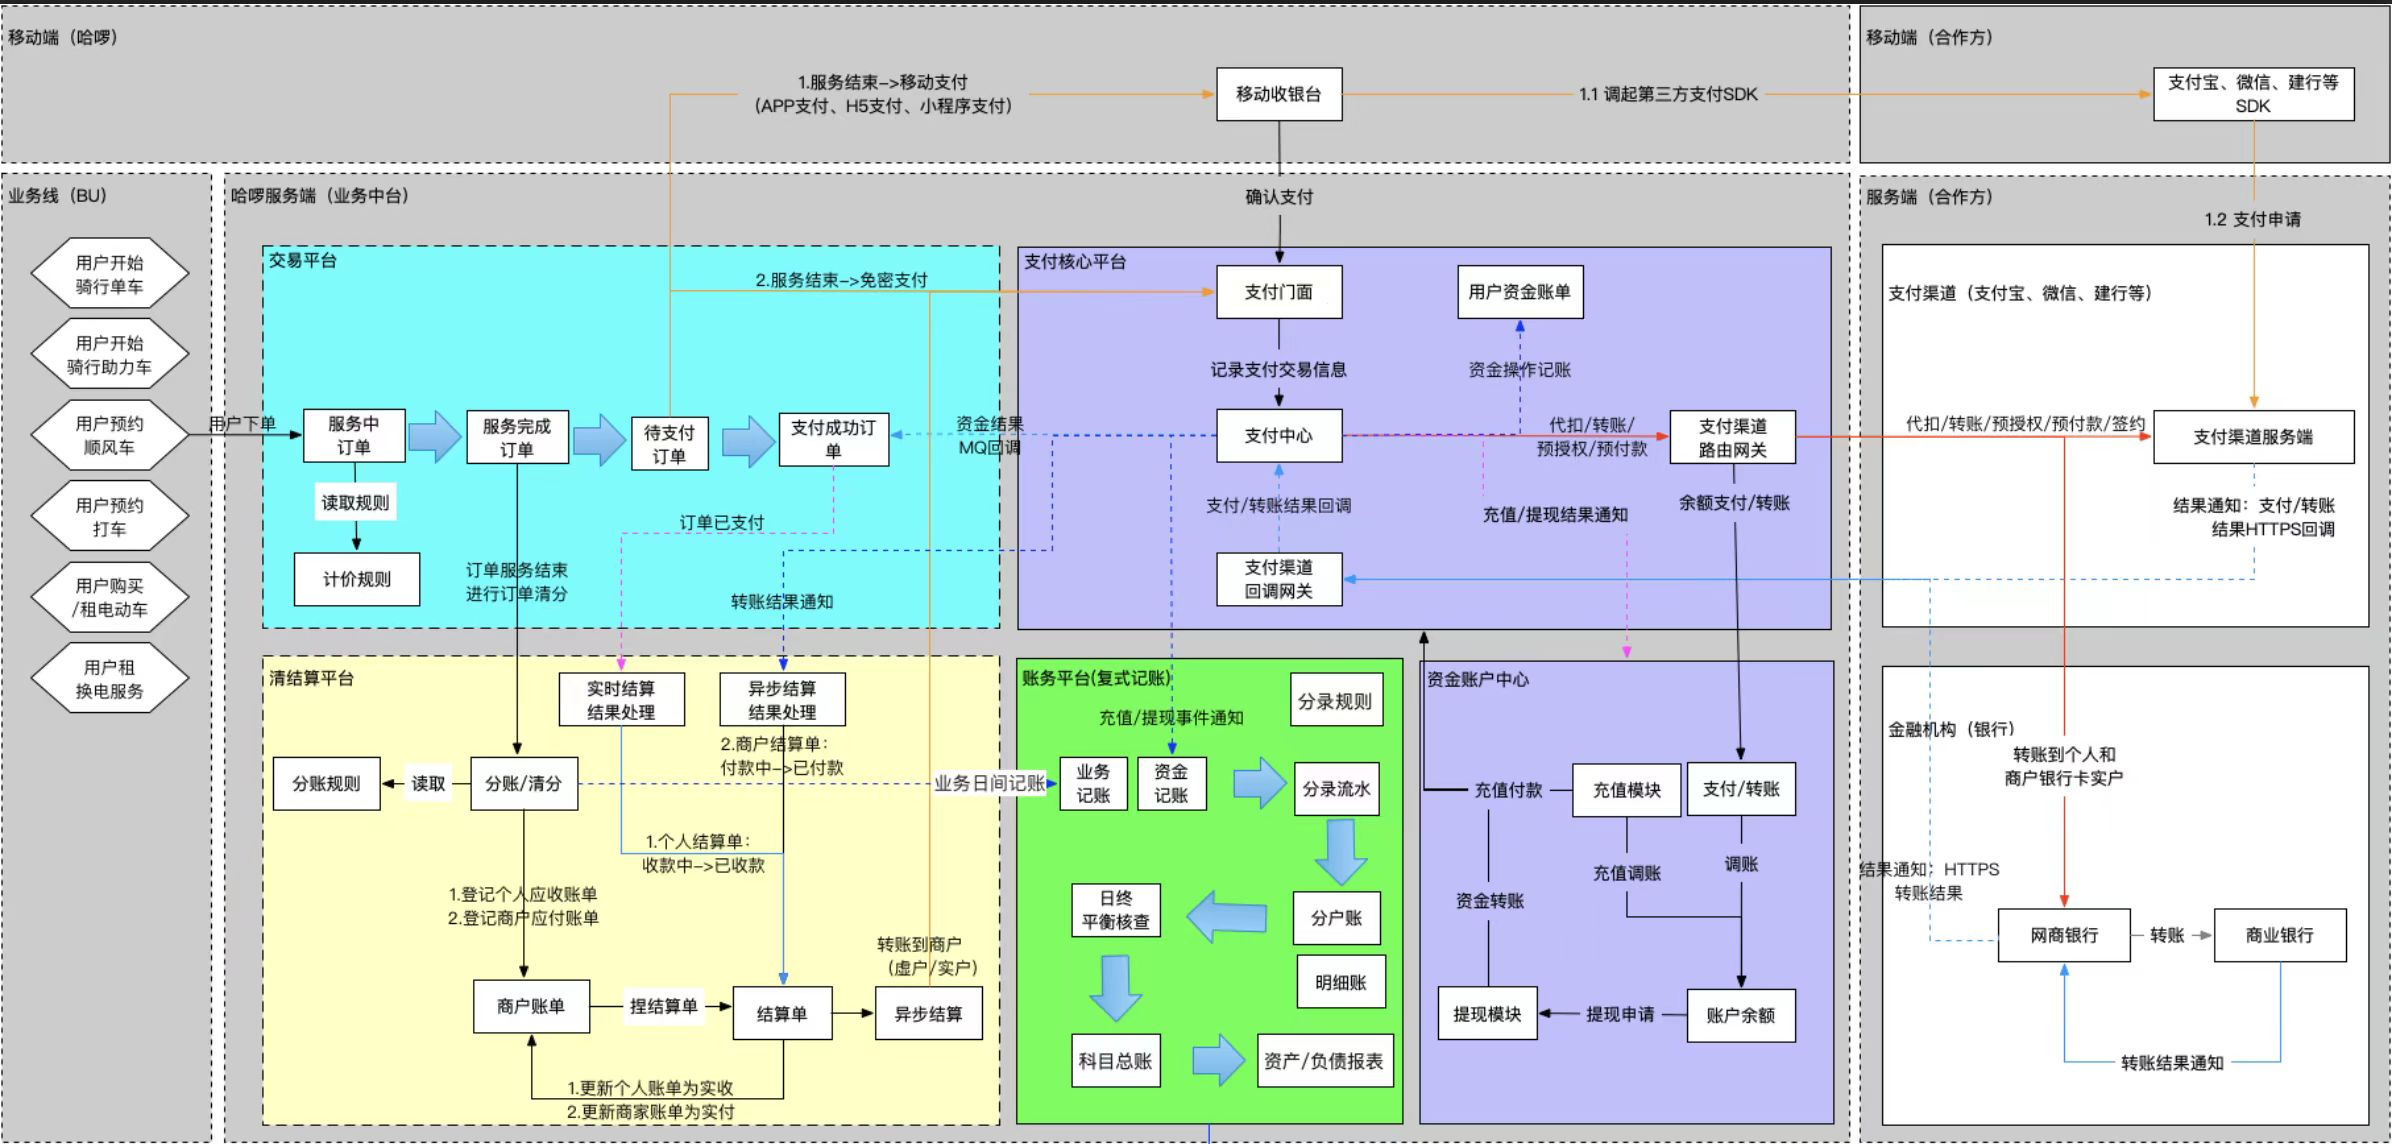 移动端（哈啰）
1.服务结束–>移动支付
（APP支付、H5支付、小程序支付）
移动收银台
1.1 调起第三方支付SDK
移动端（合作方）
支付宝、微信、建行等
SDK
业务线（BU）
用户开始
骑行单车
用户开始
骑行助力车
用户预约
顺风车
用户预约
打车
用户购买
/租电动车
用户租
换电服务
哈啰服务端（业务中台）
确认支付
交易平台
2.服务结束–>免密支付
用户下单
服务中
订单
服务完成
订单
待支付
订单
支付成功订
单
读取规则
计价规则
订单服务结束
进行订单清分
订单已支付
转账结果通知
资金结果
MQ回调
支付核心平台
支付门面
用户资金账单
记录支付交易信息
资金操作记账
支付中心
代扣/转账/
预授权/预付款
支付渠道
路由网关
支付/转账结果回调
充值/提现结果通知
余额支付/转账
支付渠道
回调网关
清结算平台
实时结算
结果处理
异步结算
结果处理
2.商户结算单：
付款中–>已付款
分账规则
读取
分账/清分
业务日间记账
1.个人结算单：
收款中–>已收款
1.登记个人应收账单
2.登记商户应付账单
转账到商户
（虚户/实户）
商户账单
捏结算单
结算单
异步结算
1.更新个人账单为实收
2.更新商家账单为实付
账务平台(复式记账)
分录规则
充值/提现事件通知
业务
记账
资金
记账
分录流水
日终
平衡核查
分户账
明细账
科目总账
资产/负债报表
资金账户中心
充值付款
充值模块
支付/转账
充值调账
调账
资金转账
提现模块
提现申请
账户余额
服务端（合作方）
1.2 支付申请
支付渠道（支付宝、微信、建行等）
代扣/转账/预授权/预付款/签约
支付渠道服务端
结果通知：支付/转账
结果HTTPS回调
金融机构（银行）
转账到个人和
商户银行卡实户
结果通知：HTTPS
转账结果
网商银行
转账
商业银行
转账结果通知